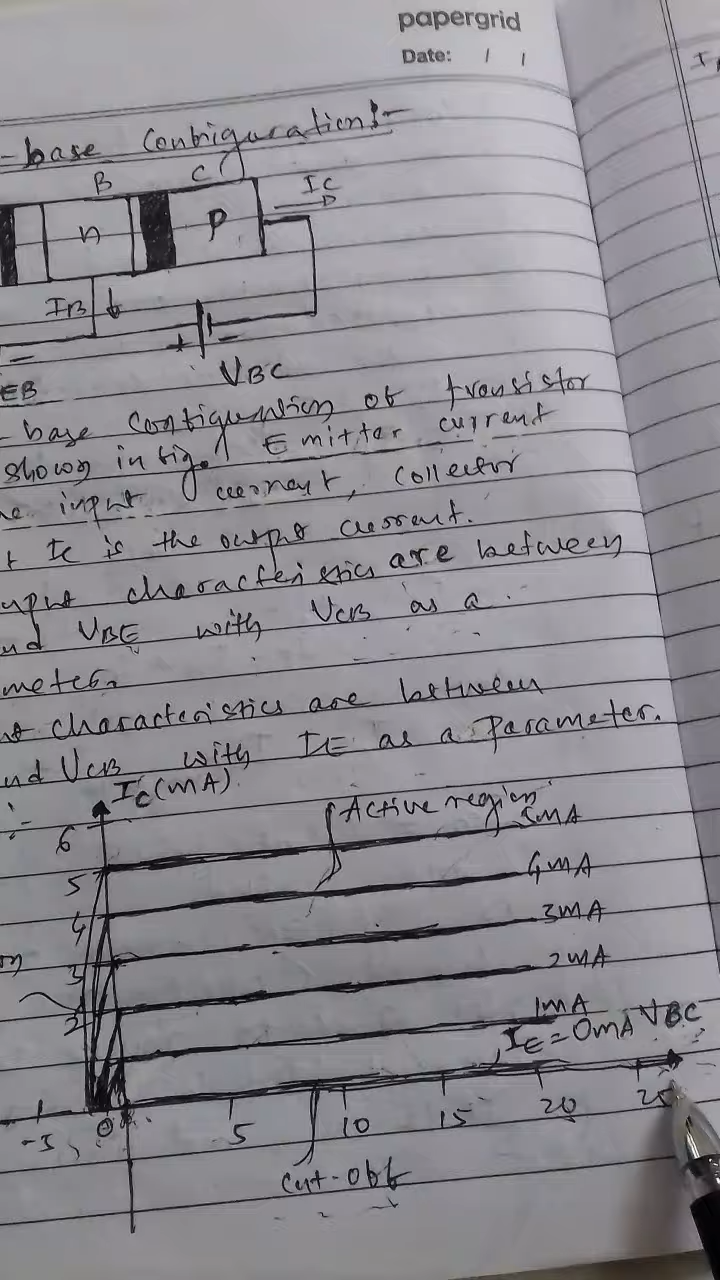 papergrid
Date: / /
-base Configuration:-
B C
IC
n P
IB
+ -
-
EB VBC
-base configuration of transistor
shown in fig. Emitter current
input current, collector
IC is the output current.
characteristics are between
VBE with VCB as a
characteristics are between
VCB with IE as a Parameter.
IC (mA)
Active region
6 5mA
5 4mA
4 3mA
3 2mA
2 1mA
IE = 0mA VBC
-5 0 5 10 15 20 25
Cut-off